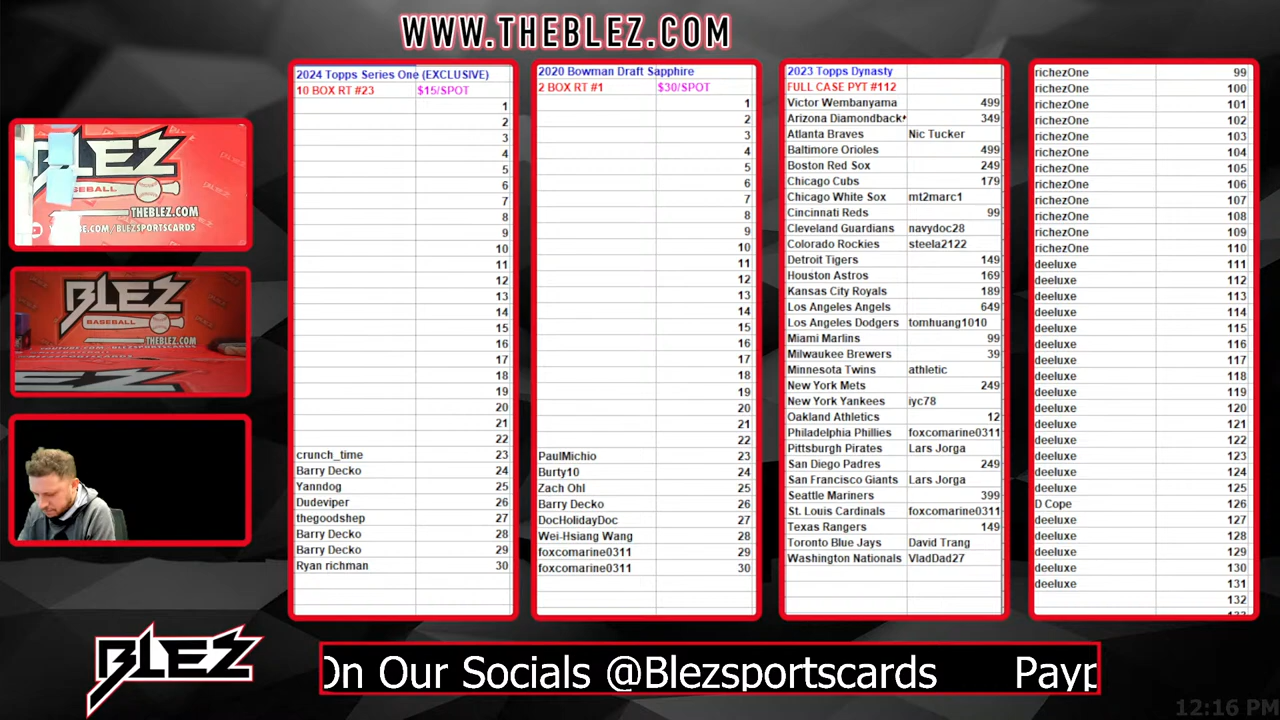 WWW.THEBLEZ.COM
BLEZ
BASEBALL
THEBLEZ.COM
BLEZ
BASEBALL
THEBLEZ.COM
2024 Topps Series One (EXCLUSIVE)
10 BOX RT #23 $15/SPOT
1
2
3
4
5
6
7
8
9
10
11
12
13
14
15
16
17
18
19
20
21
22
crunch_time 23
Barry Decko 24
Yanndog 25
Dudeviper 26
thegoodshep 27
Barry Decko 28
Barry Decko 29
Ryan richman 30
2020 Bowman Draft Sapphire
2 BOX RT #1 $30/SPOT
1
2
3
4
5
6
7
8
9
10
11
12
13
14
15
16
17
18
19
20
21
22
PaulMichio 23
Burty10 24
Zach Ohl 25
Barry Decko 26
DocHolidayDoc 27
Wei-Hsiang Wang 28
foxcomarine0311 29
foxcomarine0311 30
2023 Topps Dynasty
FULL CASE PYT #112
Victor Wembanyama 499
Arizona Diamondback 349
Atlanta Braves Nic Tucker
Baltimore Orioles 499
Boston Red Sox 249
Chicago Cubs 179
Chicago White Sox mt2marc1
Cincinnati Reds 99
Cleveland Guardians navydoc28
Colorado Rockies steela2122
Detroit Tigers 149
Houston Astros 169
Kansas City Royals 189
Los Angeles Angels 649
Los Angeles Dodgers tomhuang1010
Miami Marlins 99
Milwaukee Brewers 39
Minnesota Twins athletic
New York Mets 249
New York Yankees iyc78
Oakland Athletics 12
Philadelphia Phillies foxcomarine0311
Pittsburgh Pirates Lars Jorga
San Diego Padres 249
San Francisco Giants Lars Jorga
Seattle Mariners 399
St. Louis Cardinals foxcomarine0311
Texas Rangers 149
Toronto Blue Jays David Trang
Washington Nationals VladDad27
richezOne 99
richezOne 100
richezOne 101
richezOne 102
richezOne 103
richezOne 104
richezOne 105
richezOne 106
richezOne 107
richezOne 108
richezOne 109
richezOne 110
deeluxe 111
deeluxe 112
deeluxe 113
deeluxe 114
deeluxe 115
deeluxe 116
deeluxe 117
deeluxe 118
deeluxe 119
deeluxe 120
deeluxe 121
deeluxe 122
deeluxe 123
deeluxe 124
deeluxe 125
D Cope 126
deeluxe 127
deeluxe 128
deeluxe 129
deeluxe 130
deeluxe 131
132
BLEZ
On Our Socials @Blezsportscards Payp
12:16 PM